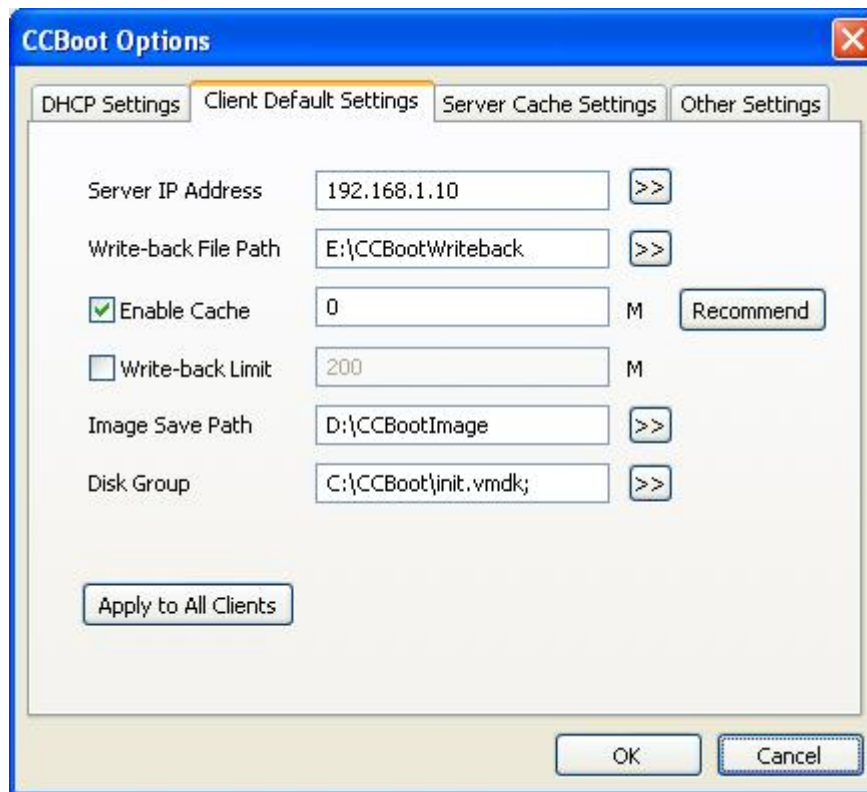 CCBoot Options
DHCP Settings Client Default Settings Server Cache Settings Other Settings
Server IP Address 192.168.1.10 >>
Write-back File Path E:\CCBootWriteback >>
Enable Cache 0 M Recommend
Write-back Limit 200 M
Image Save Path D:\CCBootImage >>
Disk Group C:\CCBoot\init.vmdk; >>
Apply to All Clients
OK Cancel